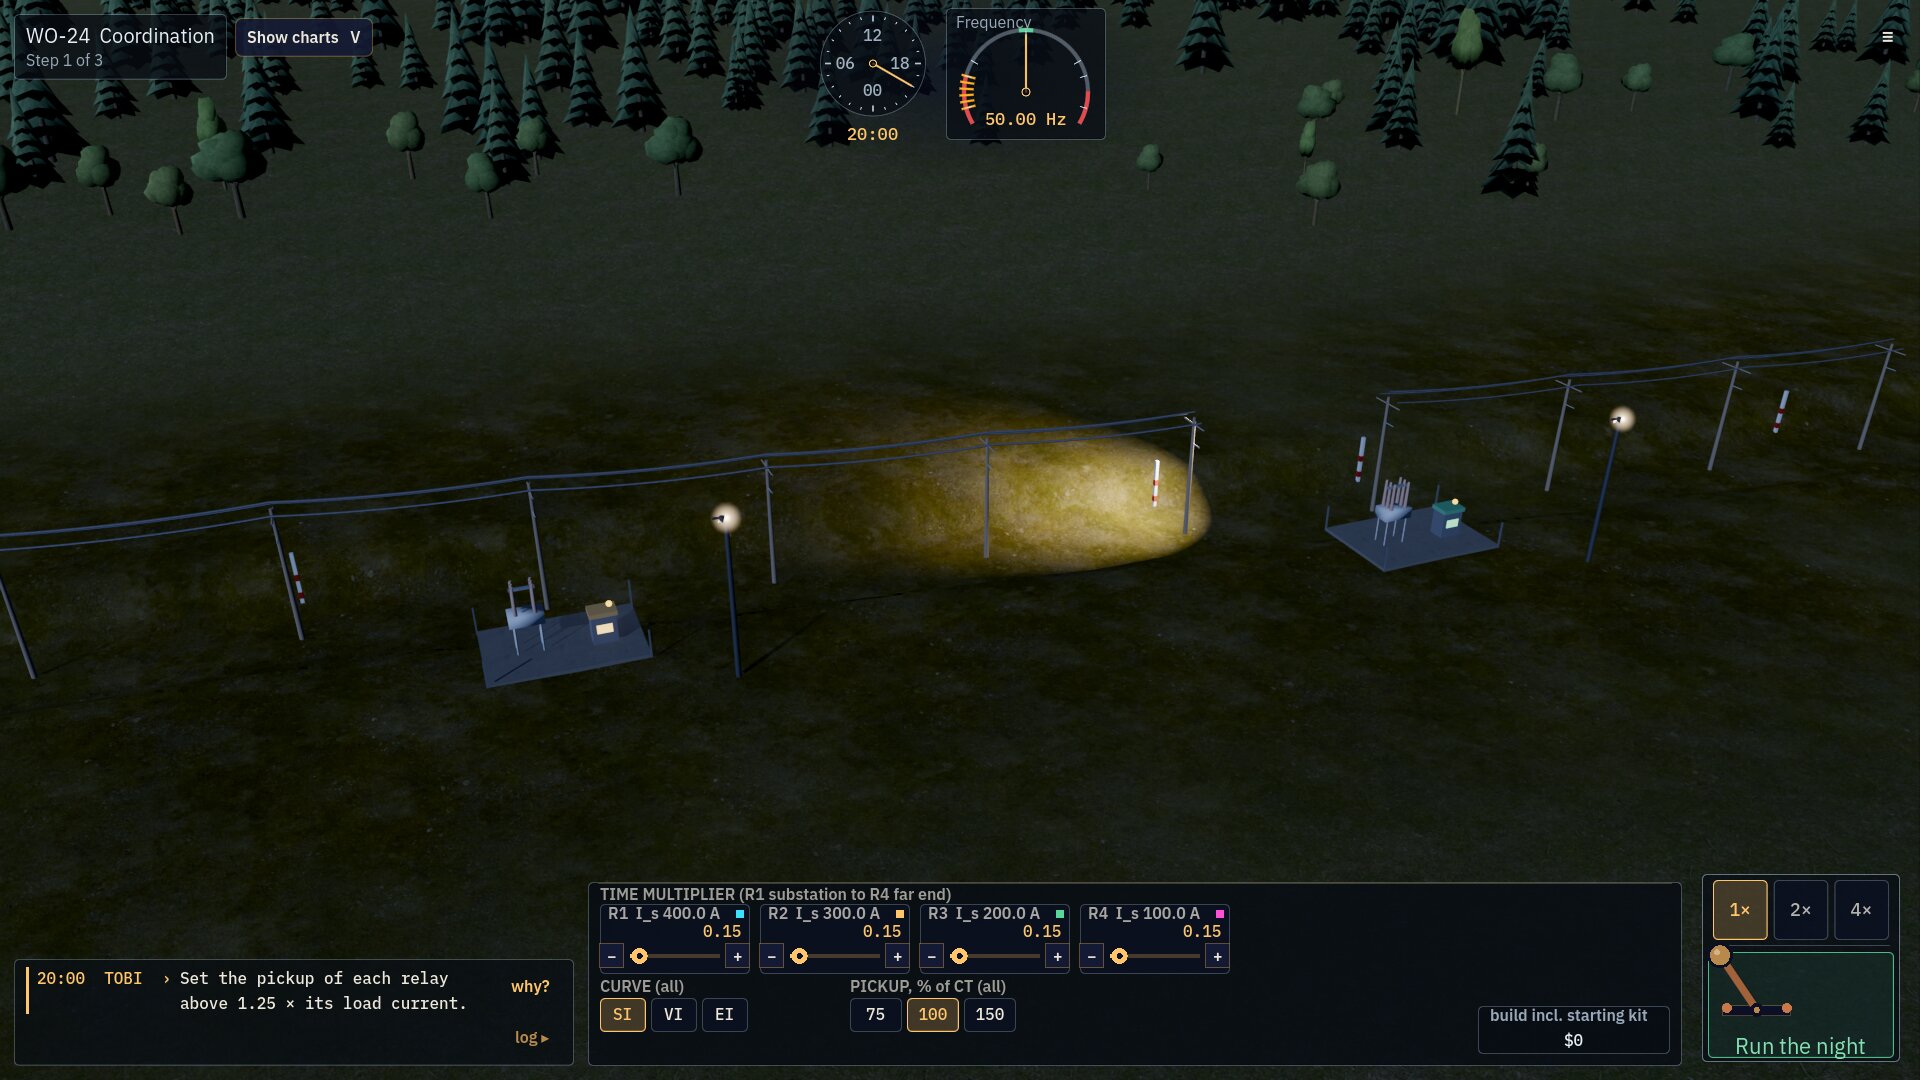 WO-24 Coordination
Step 1 of 3
Show charts V
12
06 18
00
20:00
Frequency
50.00 Hz
≡
20:00 TOBI › Set the pickup of each relay
above 1.25 × its load current.
why?
log ▸
TIME MULTIPLIER (R1 substation to R4 far end)
R1 I_s 400.0 A
0.15
− +
R2 I_s 300.0 A
0.15
− +
R3 I_s 200.0 A
0.15
− +
R4 I_s 100.0 A
0.15
− +
CURVE (all)
SI VI EI
PICKUP, % of CT (all)
75 100 150
build incl. starting kit
$0
1× 2× 4×
Run the night